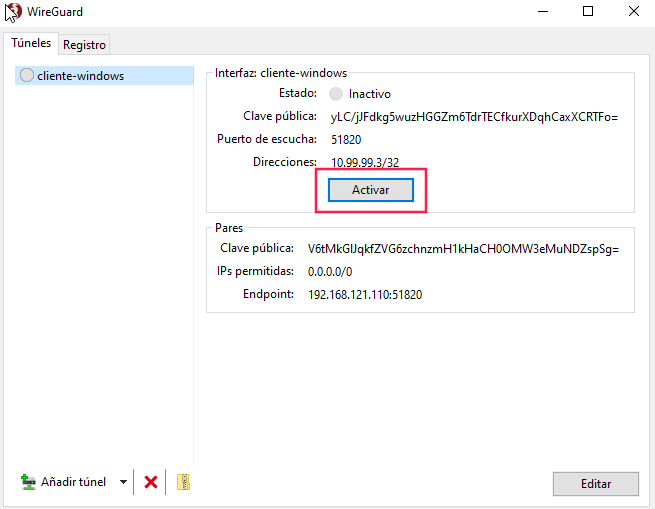 WireGuard
Túneles Registro
cliente-windows
Interfaz: cliente-windows
Estado: Inactivo
Clave pública: yLC/jJFdkg5wuzHGGZm6TdrTECfkurXDqhCaxXCRTFo=
Puerto de escucha: 51820
Direcciones: 10.99.99.3/32
Activar
Pares
Clave pública: V6tMkGlJqkfZVG6zchnzmH1kHaCH0OMW3eMuNDZspSg=
IPs permitidas: 0.0.0.0/0
Endpoint: 192.168.121.110:51820
Añadir túnel
Editar